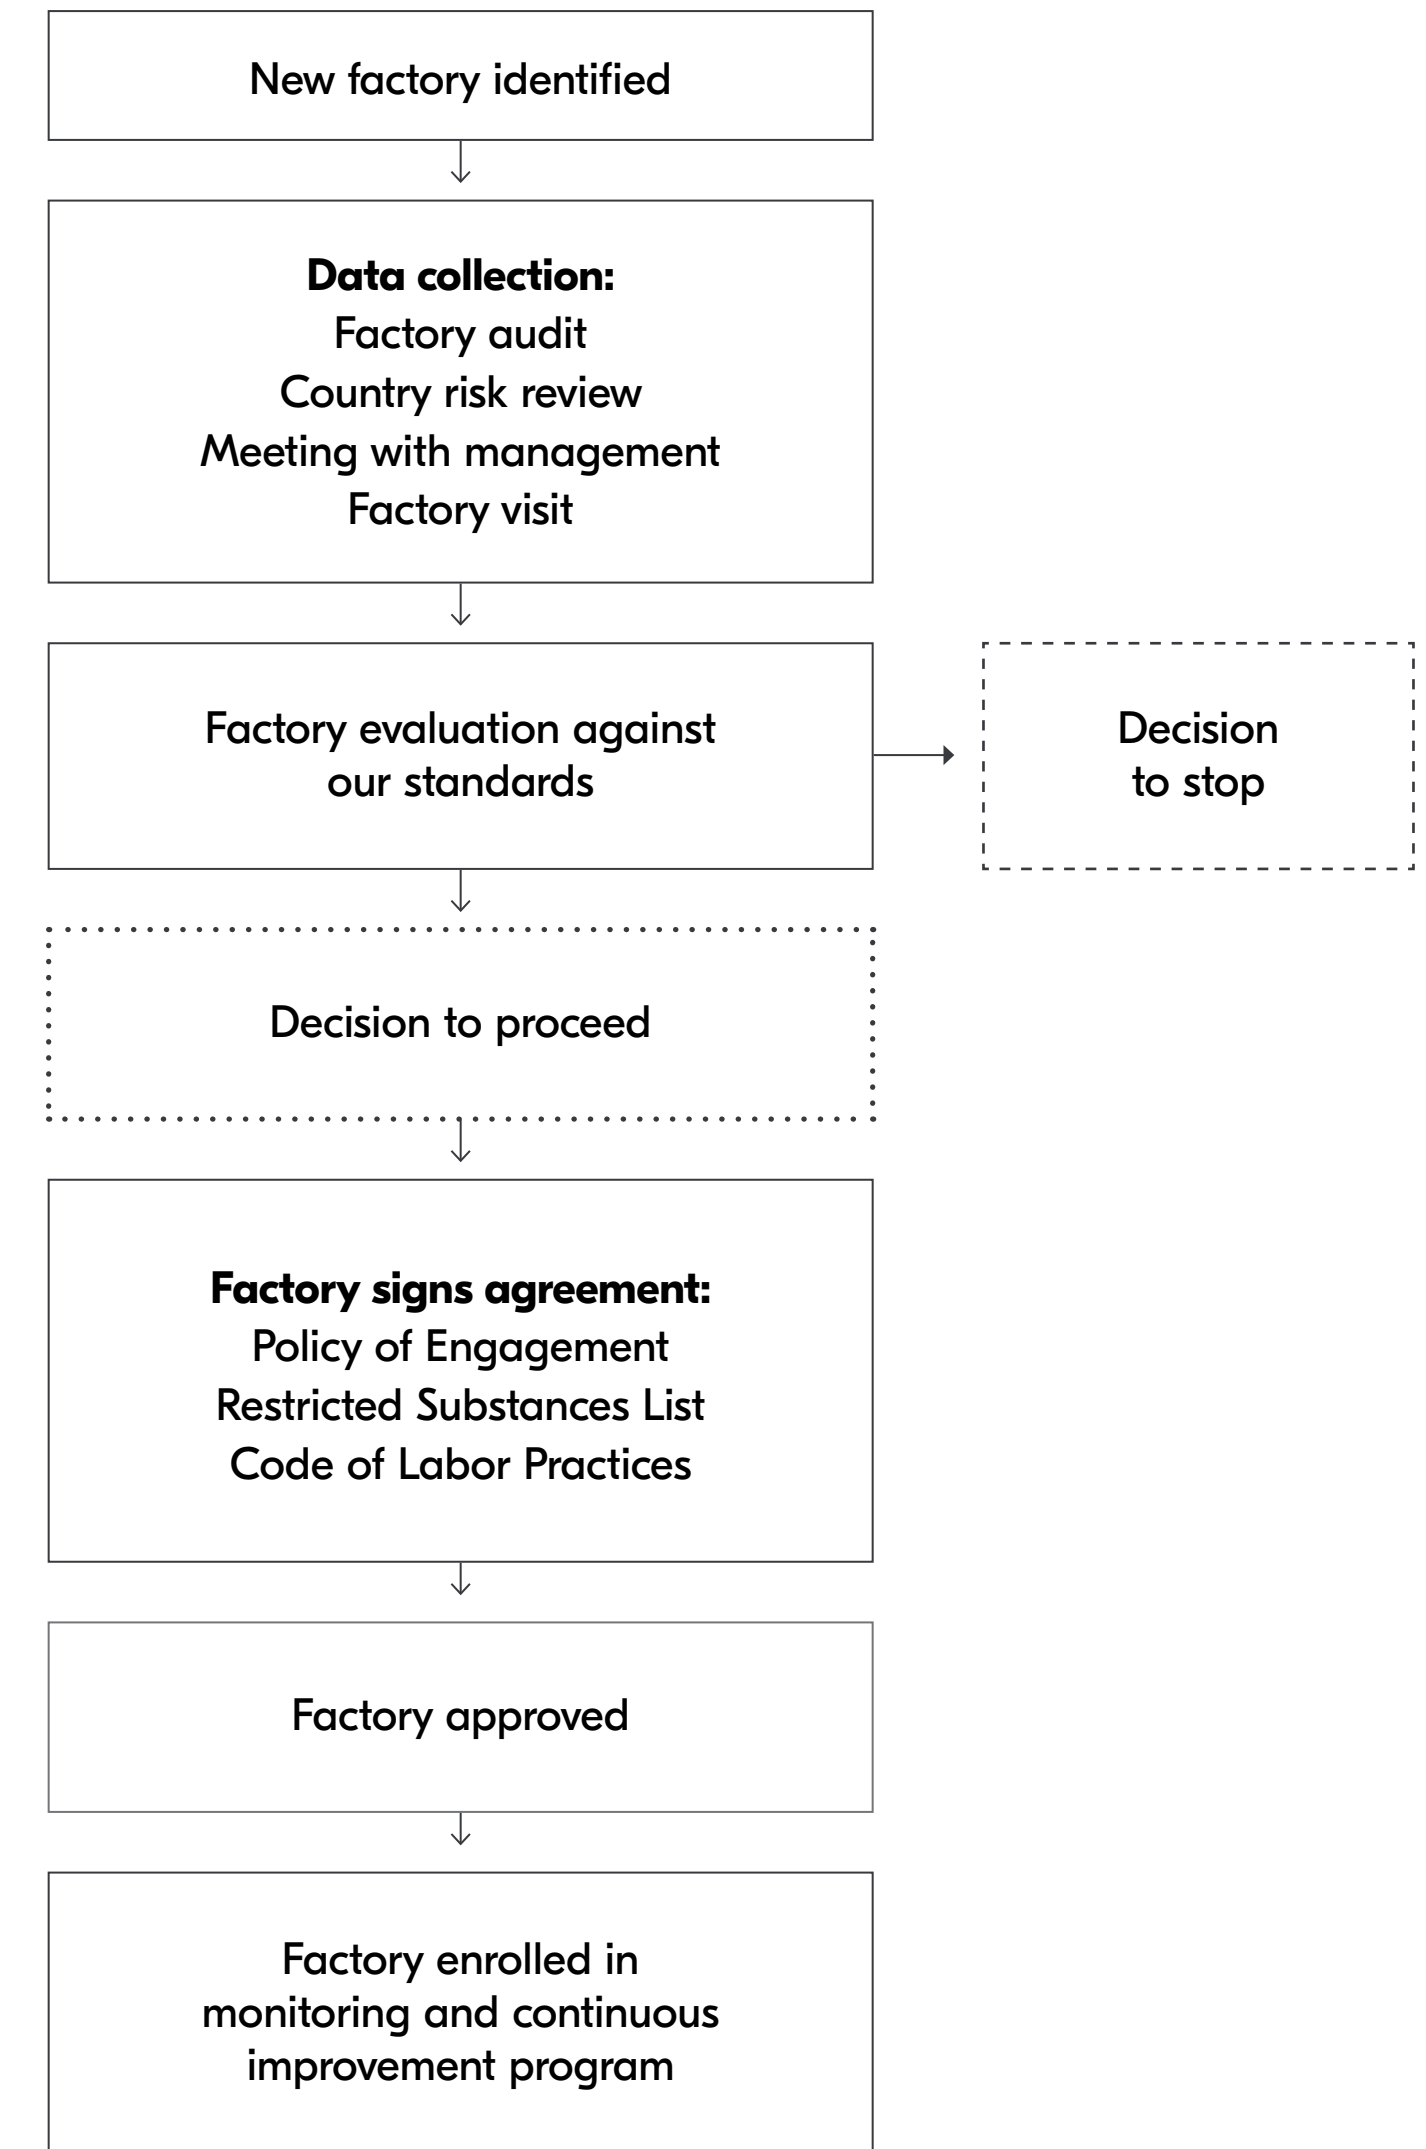 New factory identified
Data collection:
Factory audit
Country risk review
Meeting with management
Factory visit
Factory evaluation against
our standards
Decision
to stop
Decision to proceed
Factory signs agreement:
Policy of Engagement
Restricted Substances List
Code of Labor Practices
Factory approved
Factory enrolled in
monitoring and continuous
improvement program